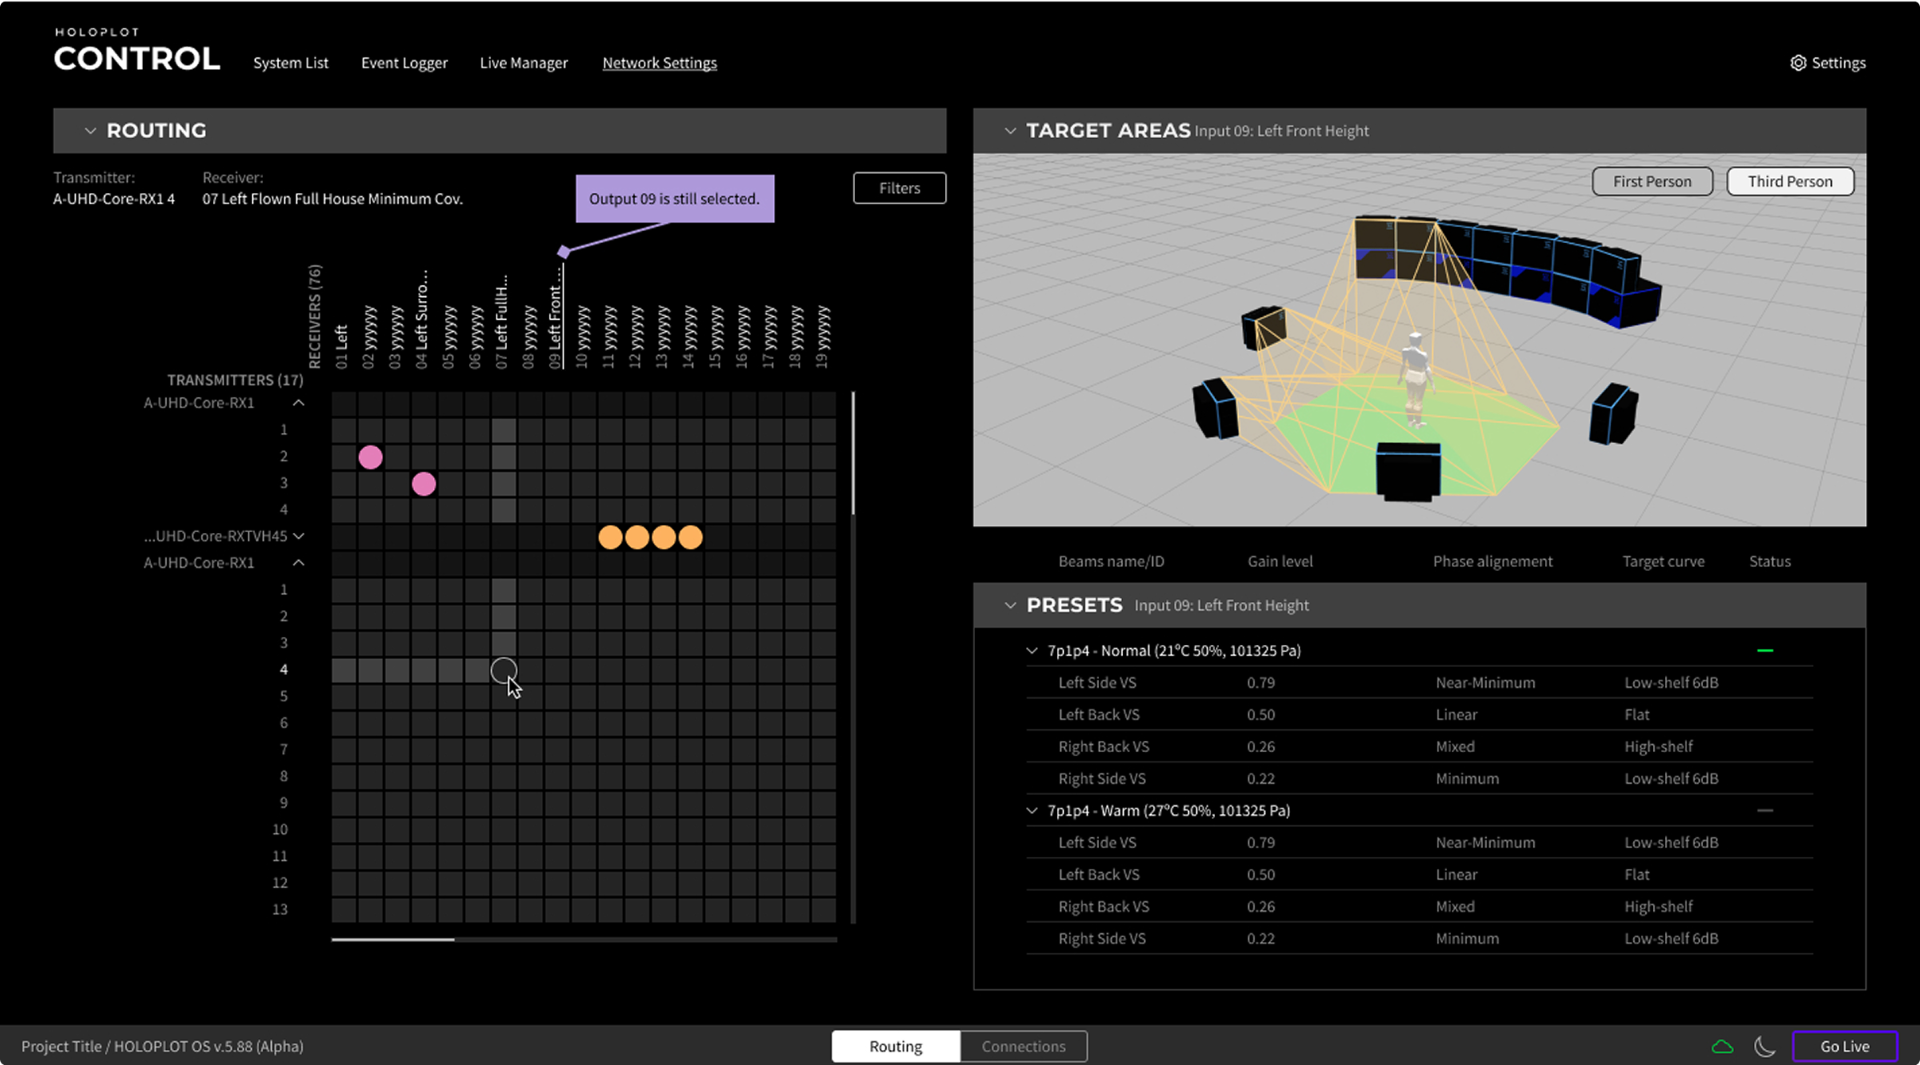 HOLOPLOT
CONTROL
System List
Event Logger
Live Manager
Network Settings
Settings
ROUTING
Transmitter:
A-UHD-Core-RX1 4
Receiver:
07 Left Flown Full House Minimum Cov.
Output 09 is still selected.
Filters
RECEIVERS (76)
01 Left
02 yyyyyy
03 yyyyyy
04 Left Surro...
05 yyyyyy
06 yyyyyy
07 Left FullH...
08 yyyyyy
09 Left Front ...
10 yyyyyy
11 yyyyyy
12 yyyyyy
13 yyyyyy
14 yyyyyy
15 yyyyyy
16 yyyyyy
17 yyyyyy
18 yyyyyy
19 yyyyyy
TRANSMITTERS (17)
A-UHD-Core-RX1
1
2
3
4
...UHD-Core-RXTVH45
A-UHD-Core-RX1
1
2
3
4
5
6
7
8
9
10
11
12
13
TARGET AREAS Input 09: Left Front Height
First Person
Third Person
Beams name/ID Gain level Phase alignement Target curve Status
PRESETS Input 09: Left Front Height
7p1p4 - Normal (21ºC 50%, 101325 Pa)
Left Side VS 0.79 Near-Minimum Low-shelf 6dB
Left Back VS 0.50 Linear Flat
Right Back VS 0.26 Mixed High-shelf
Right Side VS 0.22 Minimum Low-shelf 6dB
7p1p4 - Warm (27ºC 50%, 101325 Pa)
Left Side VS 0.79 Near-Minimum Low-shelf 6dB
Left Back VS 0.50 Linear Flat
Right Back VS 0.26 Mixed High-shelf
Right Side VS 0.22 Minimum Low-shelf 6dB
Project Title / HOLOPLOT OS v.5.88 (Alpha)
Routing
Connections
Go Live